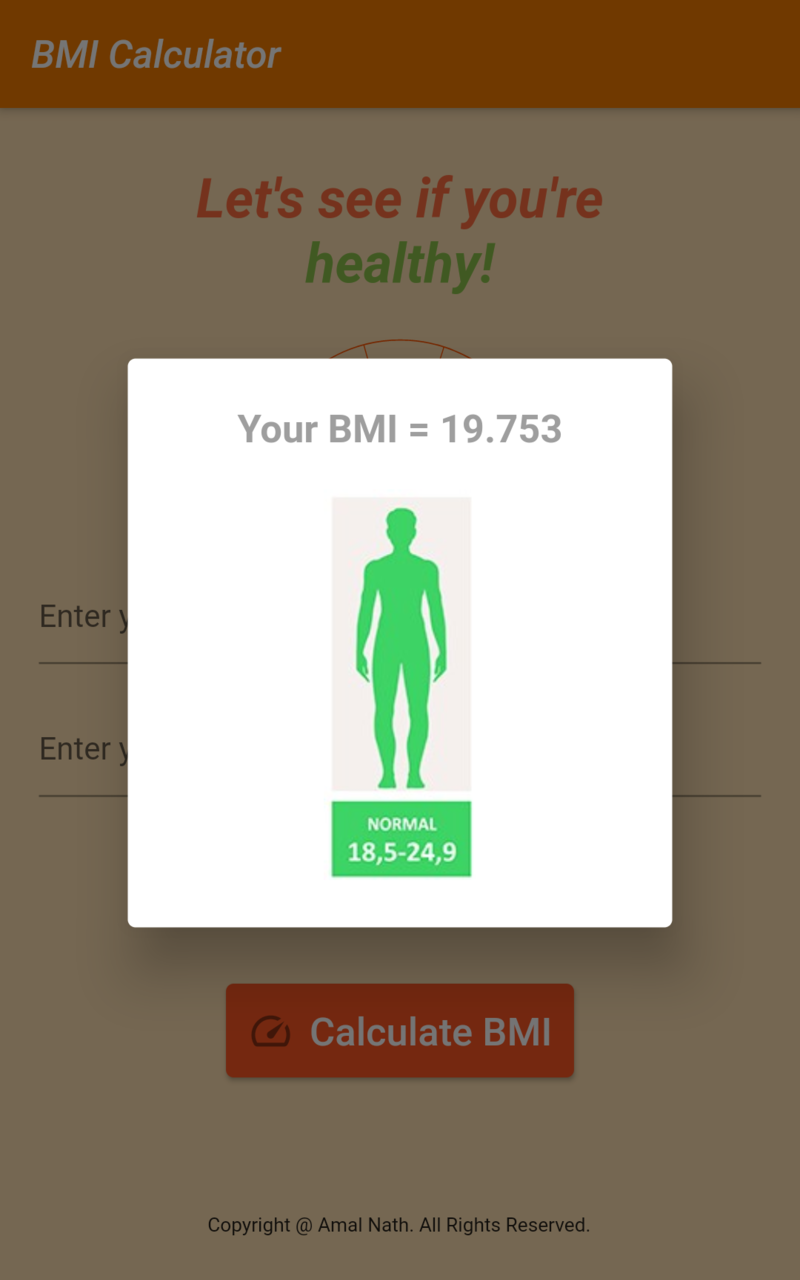 BMI Calculator
Let's see if you're
healthy!
Your BMI = 19.753
Enter y
Enter y
NORMAL
18,5-24,9
Calculate BMI
Copyright @ Amal Nath. All Rights Reserved.